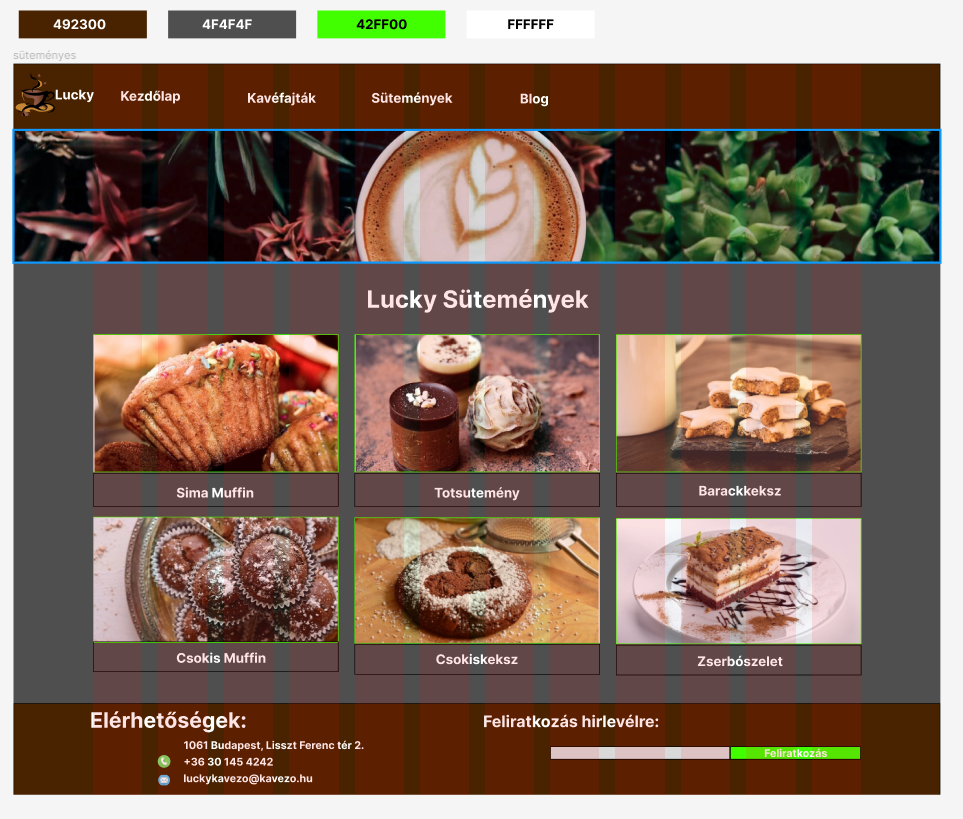 492300
4F4F4F
42FF00
FFFFFF
süteményes
Lucky
Kezdőlap
Kavéfajták
Sütemények
Blog
Lucky Sütemények
Sima Muffin
Totsutemény
Barackkeksz
Csokis Muffin
Csokiskeksz
Zserbószelet
Elérhetőségek:
1061 Budapest, Lisszt Ferenc tér 2.
+36 30 145 4242
luckykavezo@kavezo.hu
Feliratkozás hirlevélre:
Feliratkozás